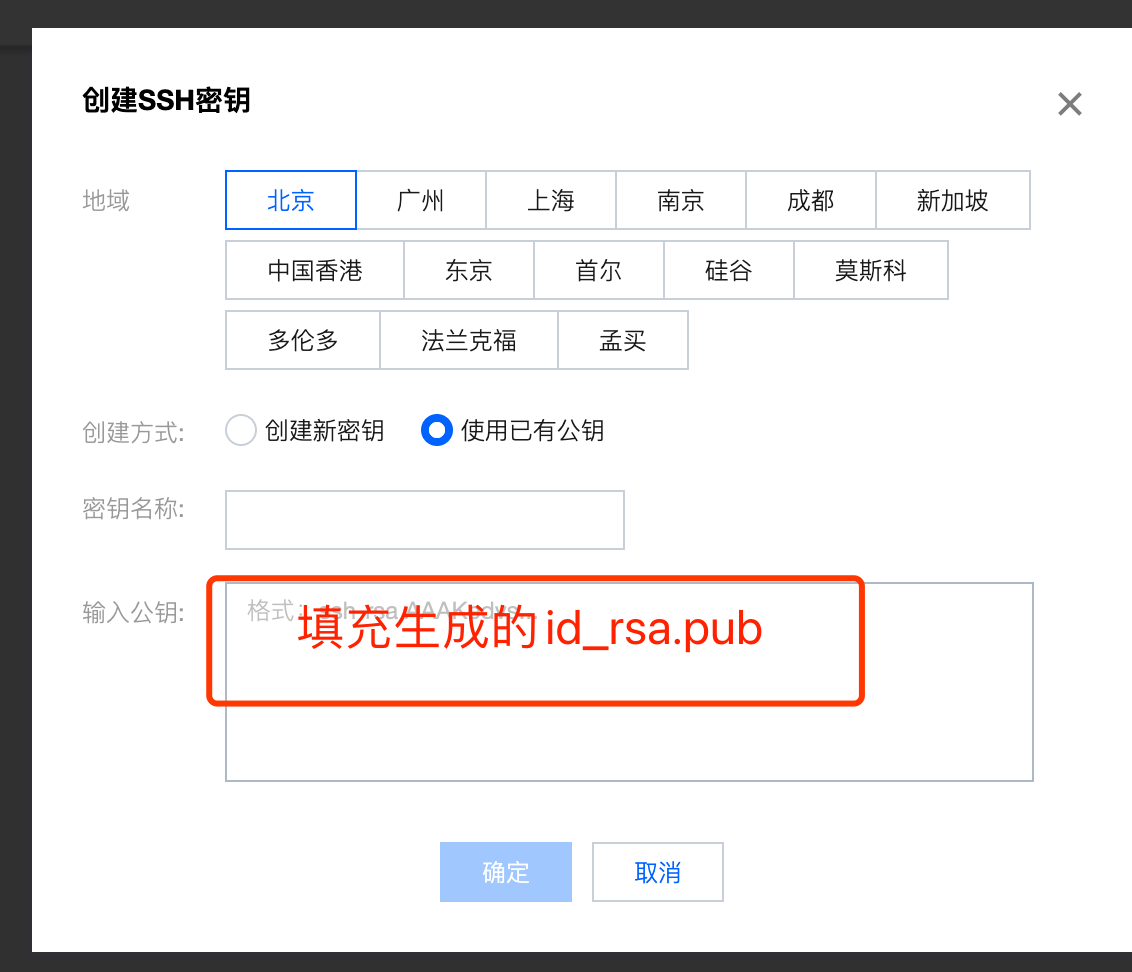 创建SSH密钥
地域
北京 广州 上海 南京 成都 新加坡
中国香港 东京 首尔 硅谷 莫斯科
多伦多 法兰克福 孟买
创建方式: 创建新密钥 使用已有公钥
密钥名称:
输入公钥:
格式: ssh-rsa
填充生成的id_rsa.pub
确定 取消